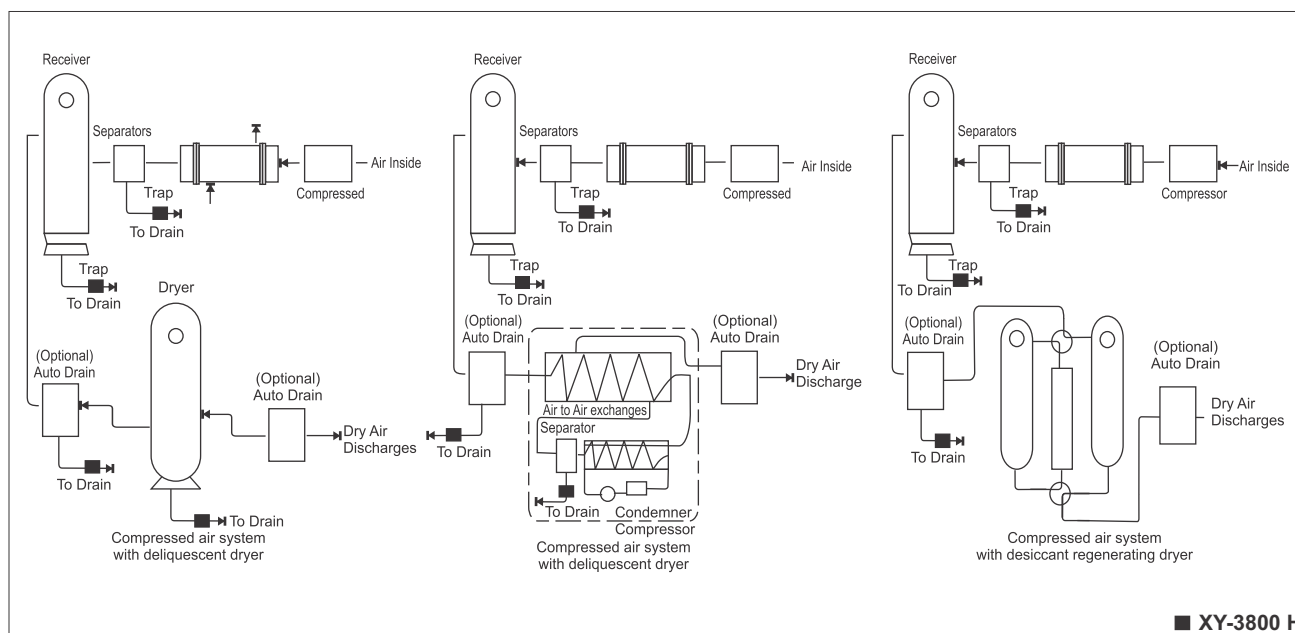 Receiver
Separators
Air Inside
Compressed
Trap
To Drain
Trap
To Drain
Dryer
(Optional)
Auto Drain
(Optional)
Auto Drain
Dry Air
Discharges
To Drain
To Drain
Compressed air system
with deliquescent dryer
Receiver
Separators
Air Inside
Compressed
Trap
To Drain
Trap
To Drain
(Optional)
Auto Drain
(Optional)
Auto Drain
Dry Air
Discharge
Air to Air exchanges
Separator
To Drain
To Drain
Condemner
Compressor
Compressed air system
with deliquescent dryer
Receiver
Separators
Air Inside
Compressor
Trap
To Drain
Trap
To Drain
(Optional)
Auto Drain
(Optional)
Auto Drain
Dry Air
Discharges
To Drain
Compressed air system
with desiccant regenerating dryer
■ XY-3800 H